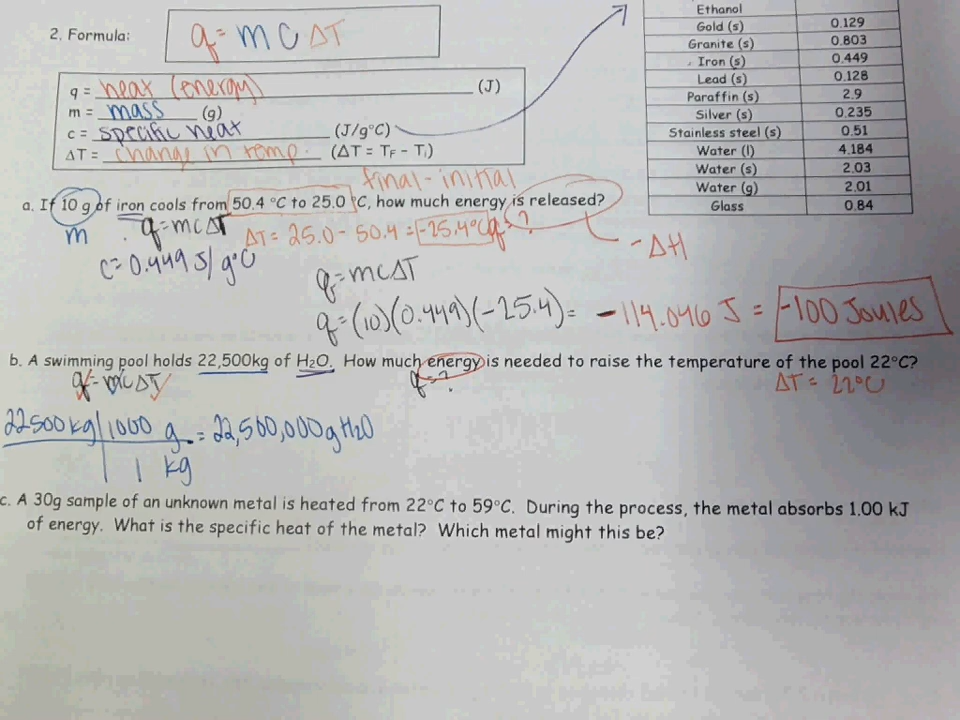 Ethanol
2. Formula: q = m C ΔT
Gold (s) 0.129
Granite (s) 0.803
Iron (s) 0.449
Lead (s) 0.128
Paraffin (s) 2.9
Silver (s) 0.235
Stainless steel (s) 0.51
Water (l) 4.184
Water (s) 2.03
Water (g) 2.01
Glass 0.84
q = heat (energy) (J)
m = mass (g)
c = specific heat (J/g°C)
ΔT = change in temp. (ΔT = TF - Ti)
final - initial
a. If 10 g of iron cools from 50.4 °C to 25.0 °C, how much energy is released?
m q=mCΔT ΔT = 25.0 - 50.4 = -25.4°C q=?
-ΔH
C= 0.449 J/g°C
q=mCΔT
q=(10)(0.449)(-25.4)= -114.046 J = -100 Joules
b. A swimming pool holds 22,500kg of H2O. How much energy is needed to raise the temperature of the pool 22°C?
q=mCΔT q=? ΔT = 22°C
22500 kg | 1000 g = 22,500,000 g H2O
1 kg
c. A 30g sample of an unknown metal is heated from 22°C to 59°C. During the process, the metal absorbs 1.00 kJ
of energy. What is the specific heat of the metal? Which metal might this be?